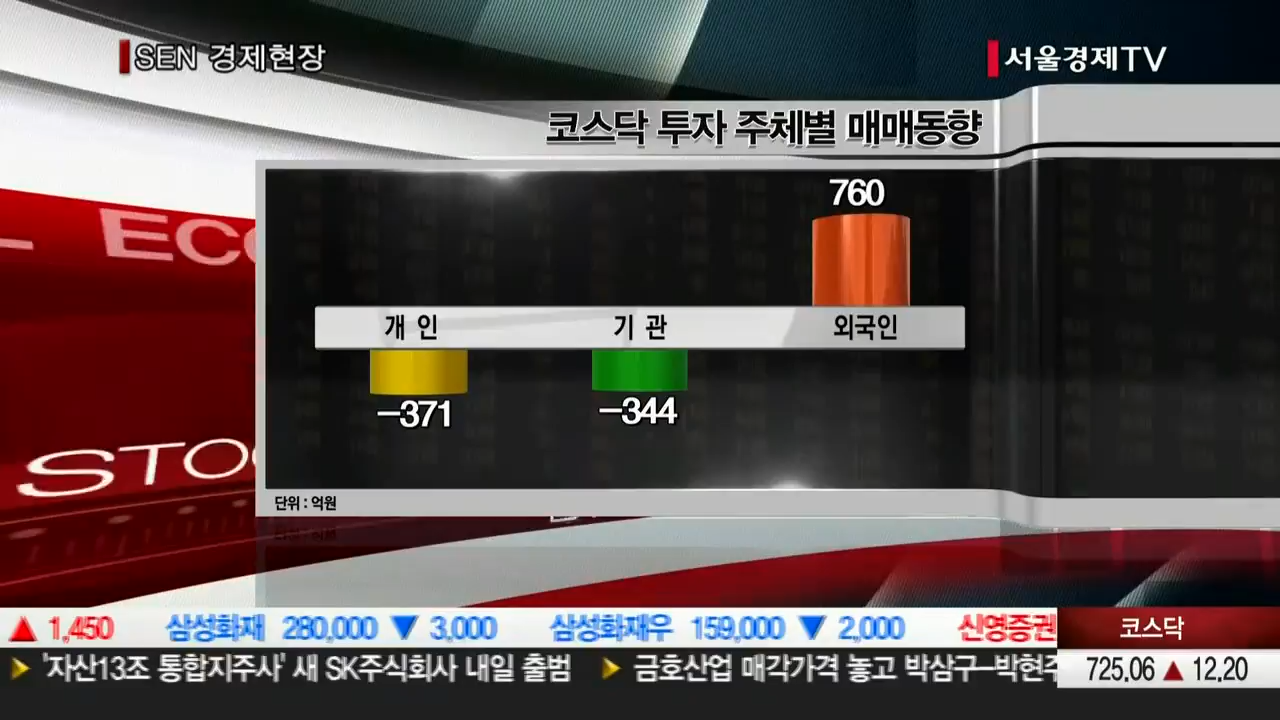 SEN 경제현장
서울경제TV
코스닥 투자 주체별 매매동향
760
개 인 기 관 외국인
-371 -344
단위 : 억원
ECO
STOC
▲ 1,450 삼성화재 280,000 ▼ 3,000 삼성화재우 159,000 ▼ 2,000 신영증권
코스닥
'자산13조 통합지주사' 새 SK주식회사 내일 출범 금호산업 매각가격 놓고 박삼구-박현주
725.06 ▲ 12.20